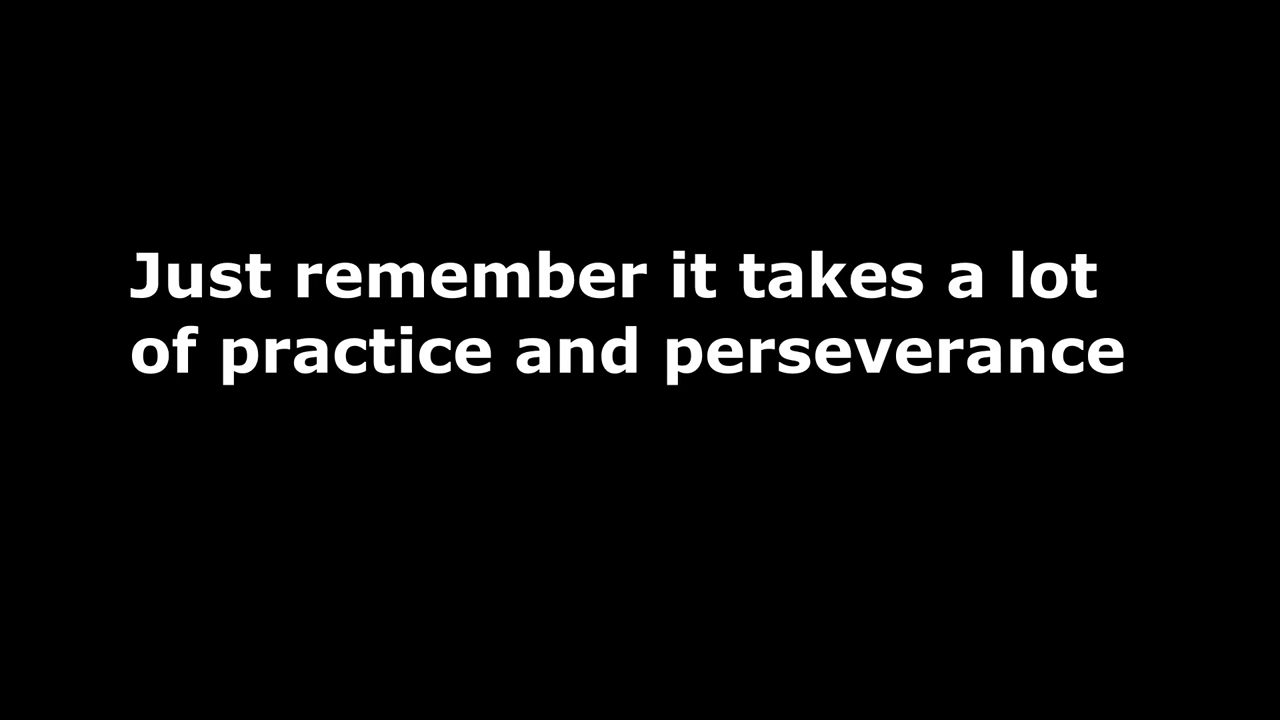 Just remember it takes a lot
of practice and perseverance